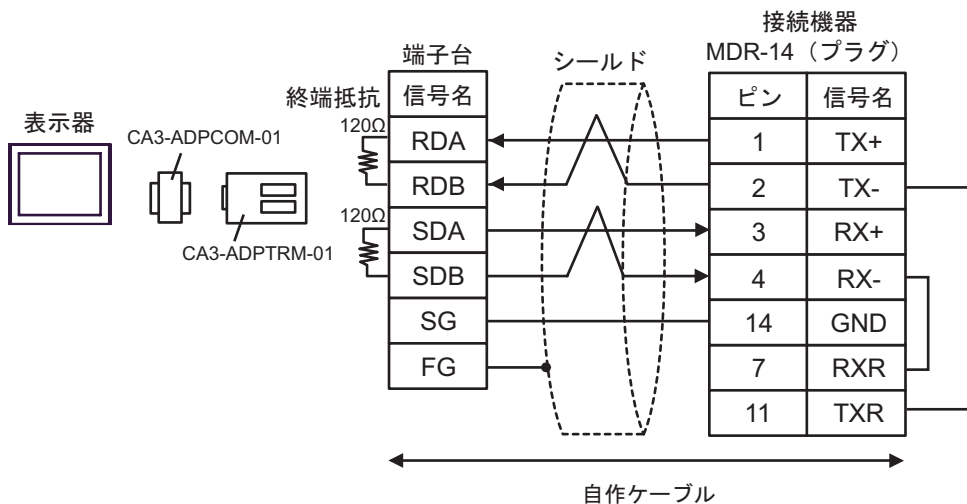 接続機器
MDR-14（プラグ）
端子台
シールド
終端抵抗
信号名
ピン
信号名
表示器
CA3-ADPCOM-01
120Ω
RDA
1
TX+
RDB
2
TX-
120Ω
SDA
3
RX+
CA3-ADPTRM-01
SDB
4
RX-
SG
14
GND
FG
7
RXR
11
TXR
自作ケーブル